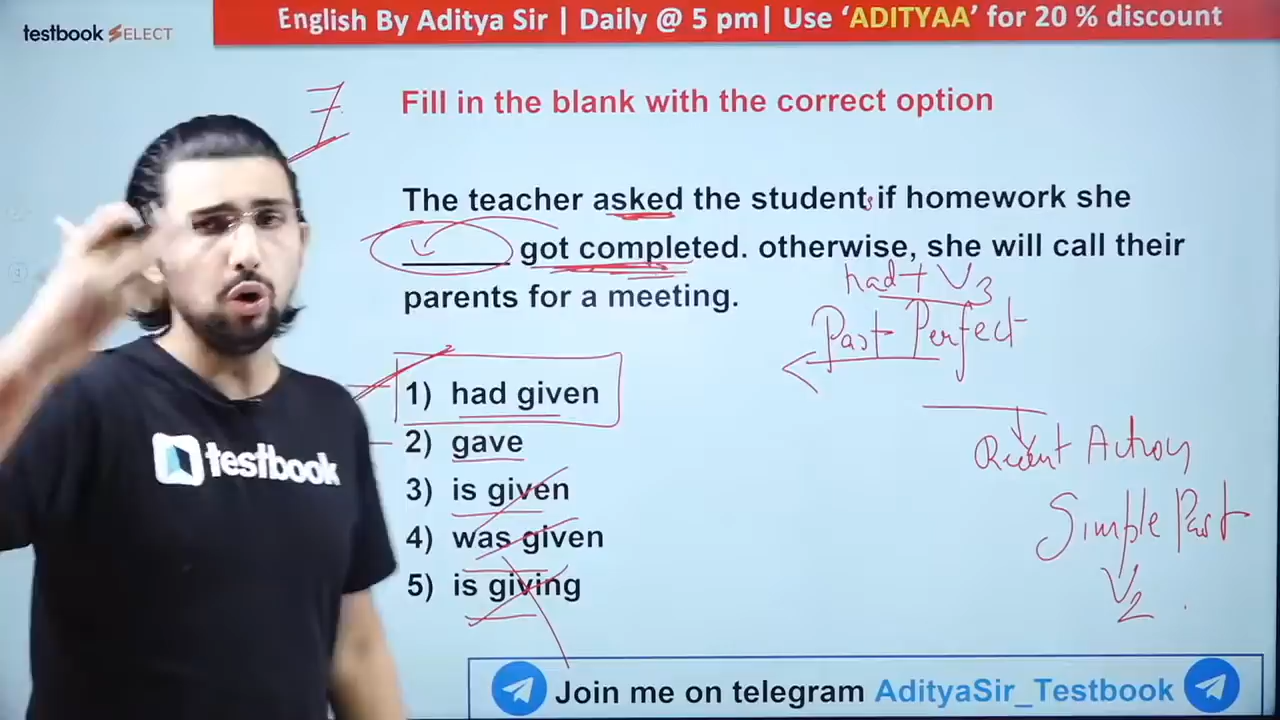 testbook SELECT
English By Aditya Sir | Daily @ 5 pm| Use ‘ADITYAA’ for 20 % discount
7
Fill in the blank with the correct option
The teacher asked the students if homework she
______ got completed. otherwise, she will call their
parents for a meeting.
had + V3
Past Perfect
1) had given
2) gave
3) is given
4) was given
5) is giving
Recent Action
Simple Past
V2
testbook
Join me on telegram AdityaSir_Testbook